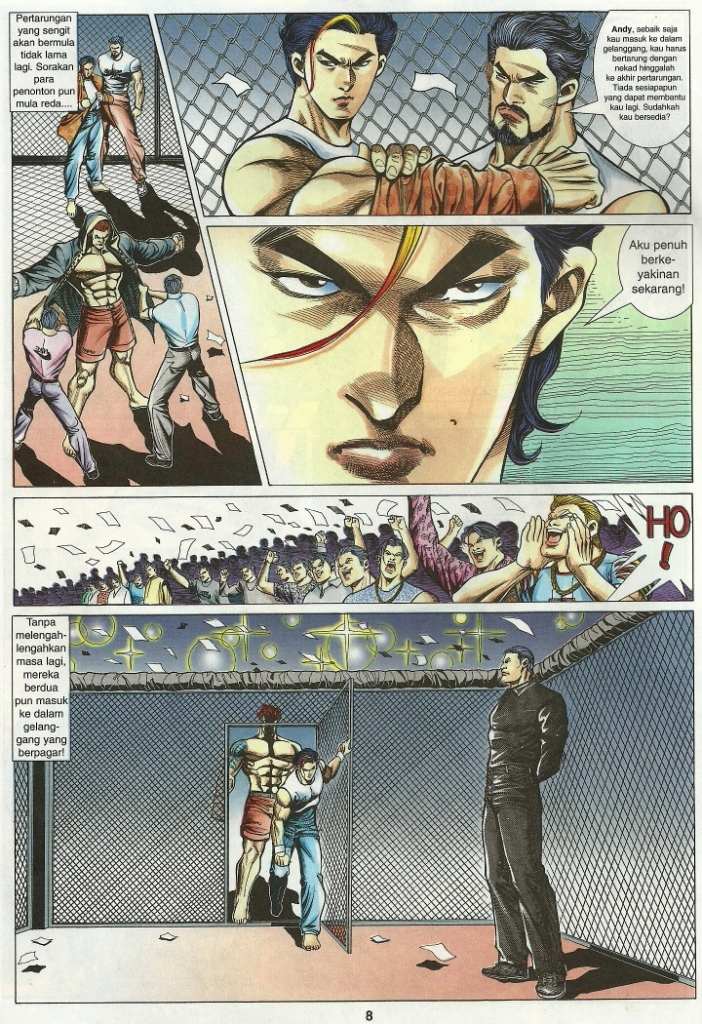 Pertarungan
yang sengit
akan bermula
tidak lama
lagi. Sorakan
para
penonton pun
mula reda....
Andy, sebaik saja
kau masuk ke dalam
gelanggang, kau harus
bertarung dengan
nekad hinggalah
ke akhir pertarungan.
Tiada sesiapapun
yang dapat membantu
kau lagi. Sudahkah
kau bersedia?
Aku penuh
berke-
yakinan
sekarang!
HO
!
Tanpa
melengah-
lengahkan
masa lagi,
mereka
berdua
pun masuk
ke dalam
gelang-
gang yang
berpagar!
8